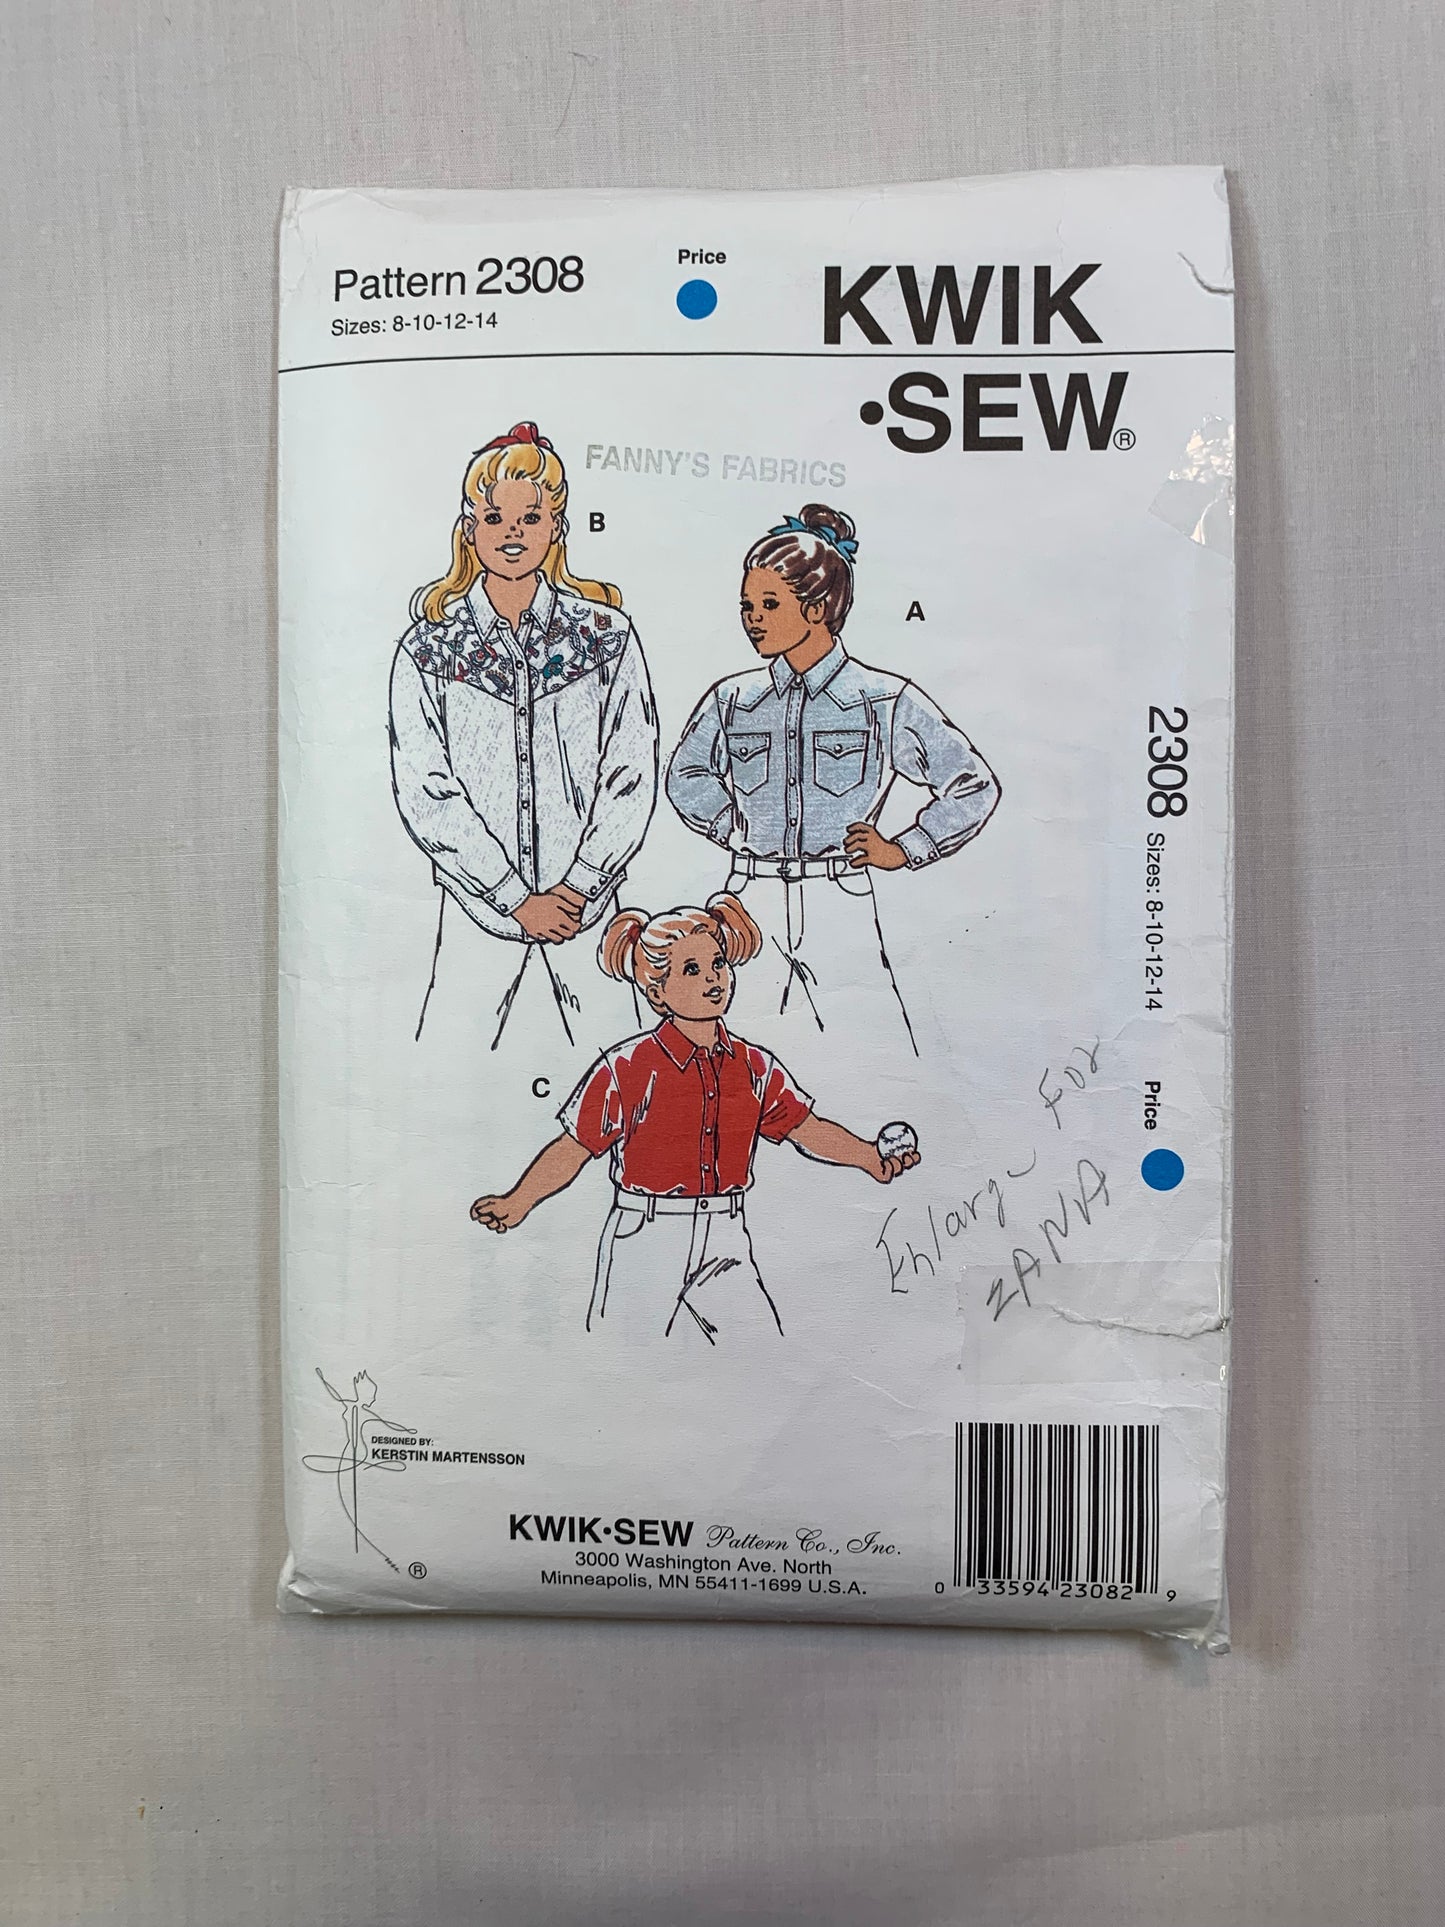 Pattern 2308
Sizes: 8-10-12-14
Price
KWIK
•SEW®
FANNY'S FABRICS
B
A
C
2308 Sizes: 8-10-12-14 Price
Enlarge For
ZANA
DESIGNED BY:
KERSTIN MARTENSSON
®
KWIK•SEW Pattern Co., Inc.
3000 Washington Ave. North
Minneapolis, MN 55411-1699 U.S.A.
0 33594 23082 9